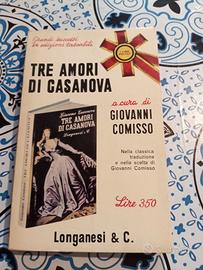 Grandi successi
in edizioni tascabili
TRE AMORI
DI CASANOVA
a cura di
GIOVANNI
COMISSO
Giacomo Casanova
TRE AMORI
DI CASANOVA
Longanesi & C.
Nella classica
traduzione
e nella scelta di
Giovanni Comisso
Lire 350
Longanesi & C.